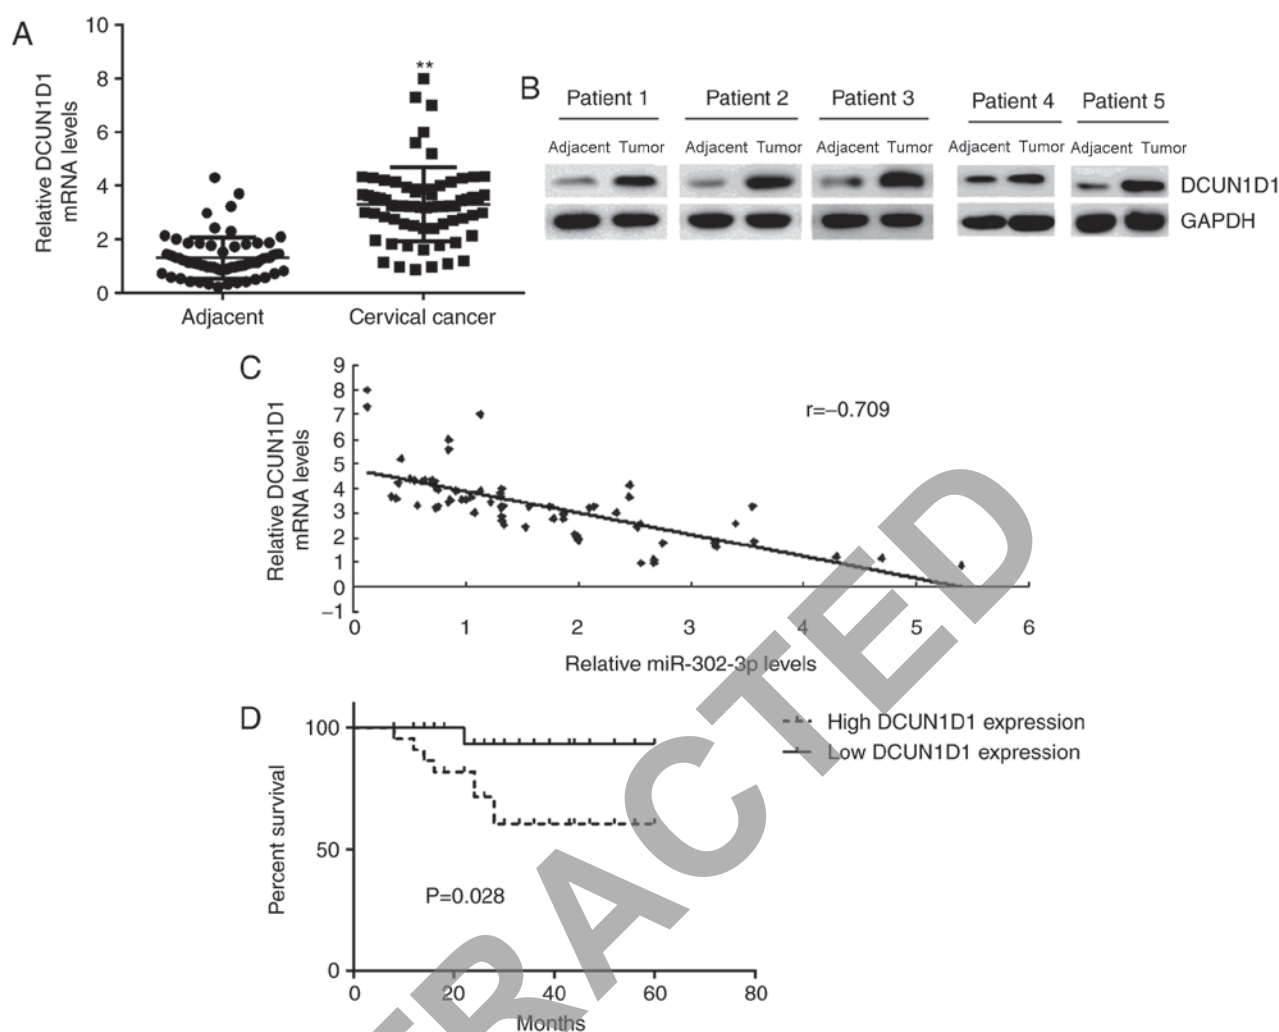 A
Relative DCUN1D1
mRNA levels
10
8
6
4
2
0
**
Adjacent
Cervical cancer
B
Patient 1
Patient 2
Patient 3
Patient 4
Patient 5
Adjacent Tumor
Adjacent Tumor
Adjacent Tumor
Adjacent Tumor
Adjacent Tumor
DCUN1D1
GAPDH
C
Relative DCUN1D1
mRNA levels
9
8
7
6
5
4
3
2
1
0
−1
r=−0.709
0 1 2 3 4 5 6
Relative miR-302-3p levels
D
Percent survival
100
50
0
High DCUN1D1 expression
Low DCUN1D1 expression
P=0.028
0 20 40 60 80
Months
TRACTED